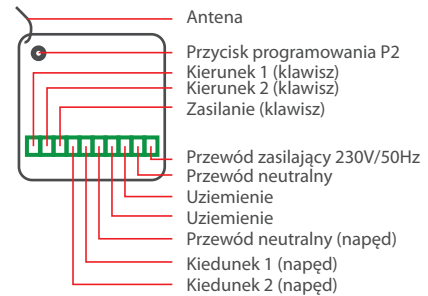 Antena
Przycisk programowania P2
Kierunek 1 (klawisz)
Kierunek 2 (klawisz)
Zasilanie (klawisz)
Przewód zasilający 230V/50Hz
Przewód neutralny
Uziemienie
Uziemienie
Przewód neutralny (napęd)
Kiedunek 1 (napęd)
Kiedunek 2 (napęd)